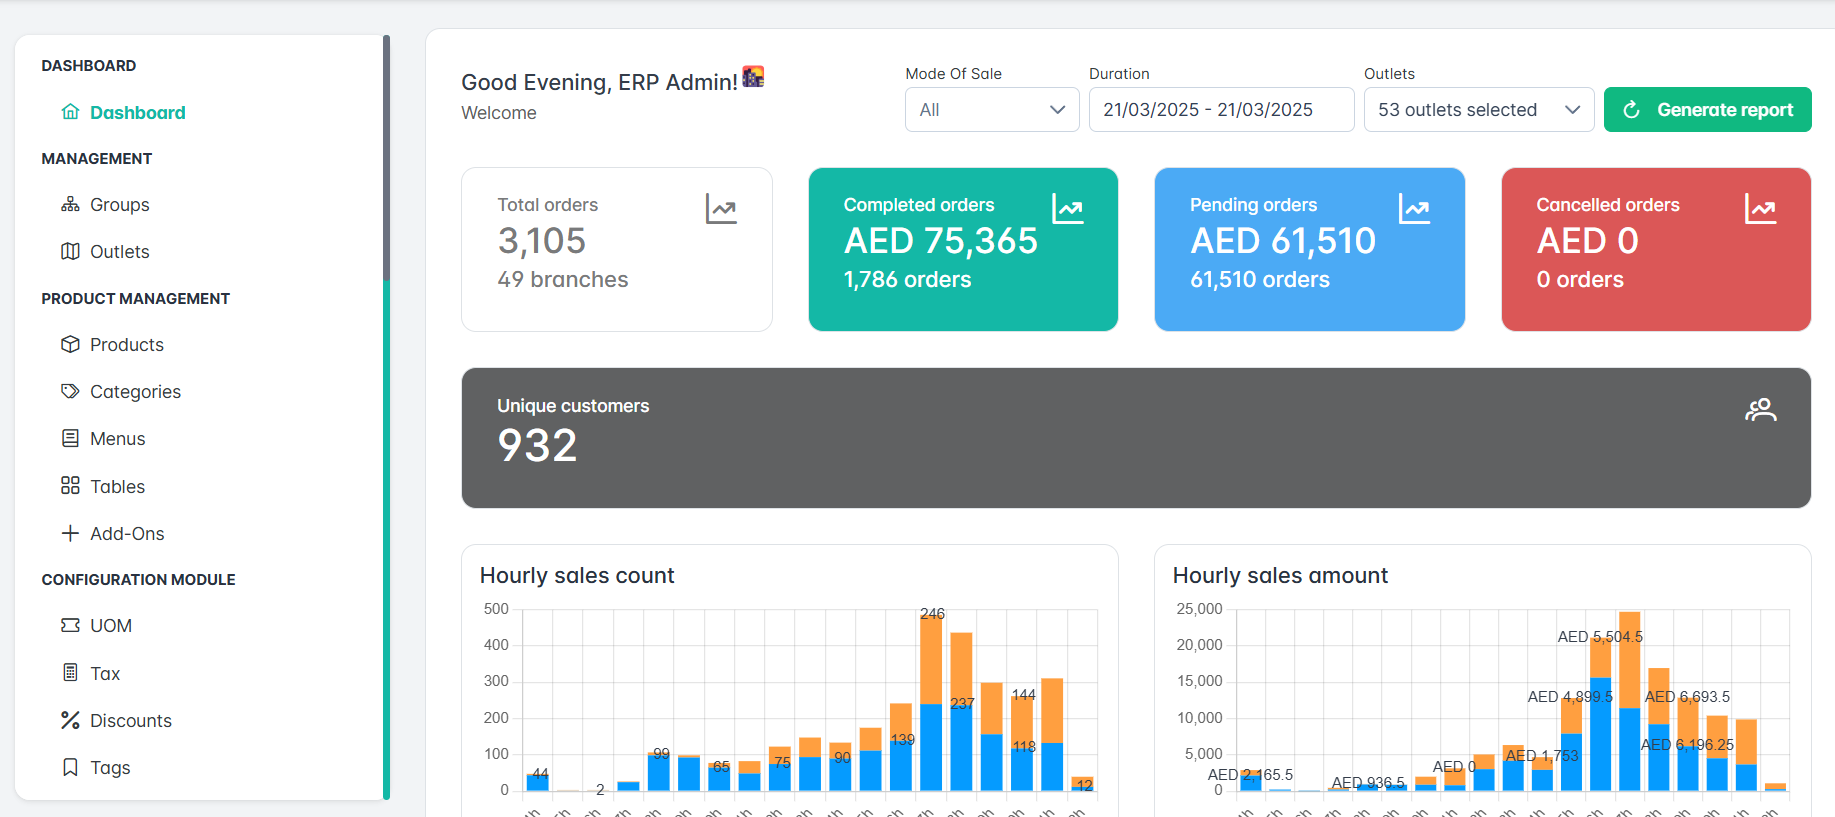 DASHBOARD
Dashboard
MANAGEMENT
Groups
Outlets
PRODUCT MANAGEMENT
Products
Categories
Menus
Tables
Add-Ons
CONFIGURATION MODULE
UOM
Tax
Discounts
Tags
Good Evening, ERP Admin!
Welcome
Mode Of Sale
All
Duration
21/03/2025 - 21/03/2025
Outlets
53 outlets selected
Generate report
Total orders
3,105
49 branches
Completed orders
AED 75,365
1,786 orders
Pending orders
AED 61,510
61,510 orders
Cancelled orders
AED 0
0 orders
Unique customers
932
Hourly sales count
500
400
300
200
100
0
44
2
99
65
75
90
139
246
237
144
118
12
Hourly sales amount
25,000
20,000
15,000
10,000
5,000
0
AED 2,165.5
AED 936.5
AED 0
AED 1,753
AED 4,899.5
AED 5,504.5
AED 6,693.5
AED 6,196.25